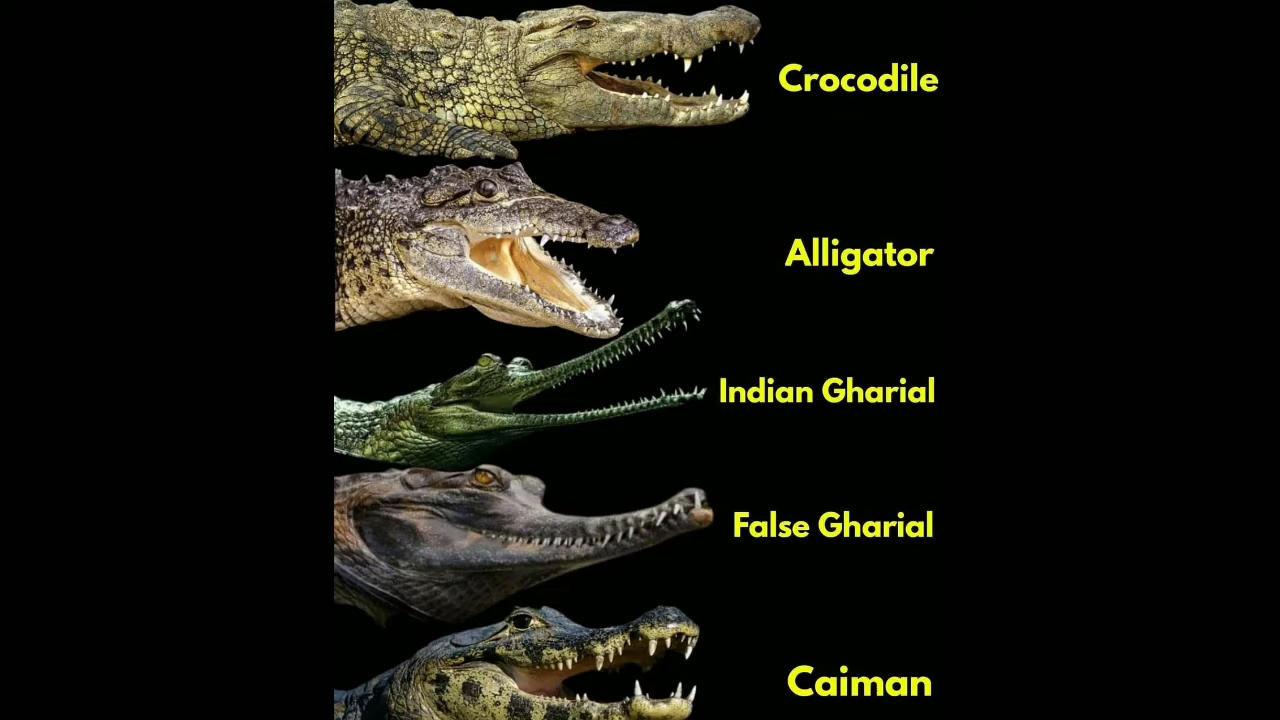 Crocodile
Alligator
Indian Gharial
False Gharial
Caiman